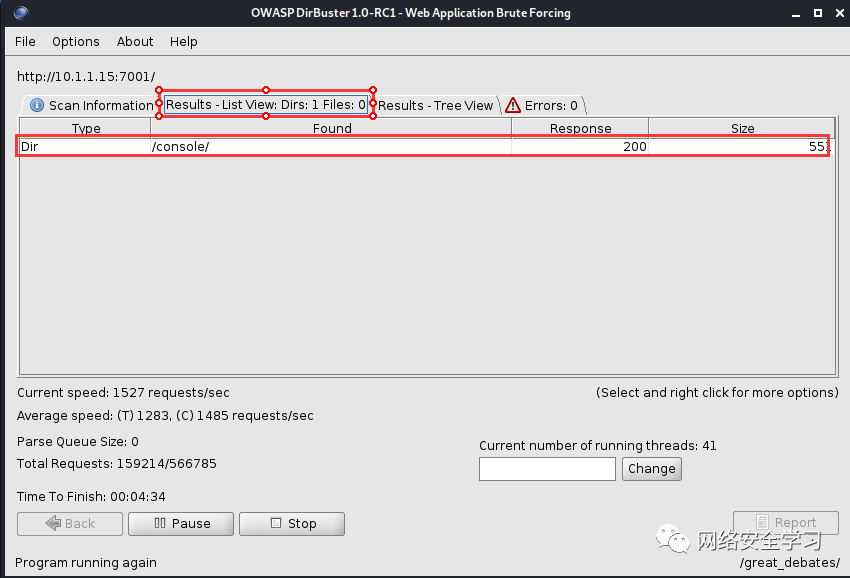 OWASP DirBuster 1.0-RC1 - Web Application Brute Forcing
File Options About Help
http://10.1.1.15:7001/
Scan Information Results - List View: Dirs: 1 Files: 0 Results - Tree View Errors: 0
Type Found Response Size
Dir /console/ 200 551
Current speed: 1527 requests/sec (Select and right click for more options)
Average speed: (T) 1283, (C) 1485 requests/sec
Parse Queue Size: 0
Current number of running threads: 41
Total Requests: 159214/566785
Change
Time To Finish: 00:04:34
Back Pause Stop Report
网络安全学习
Program running again /great_debates/